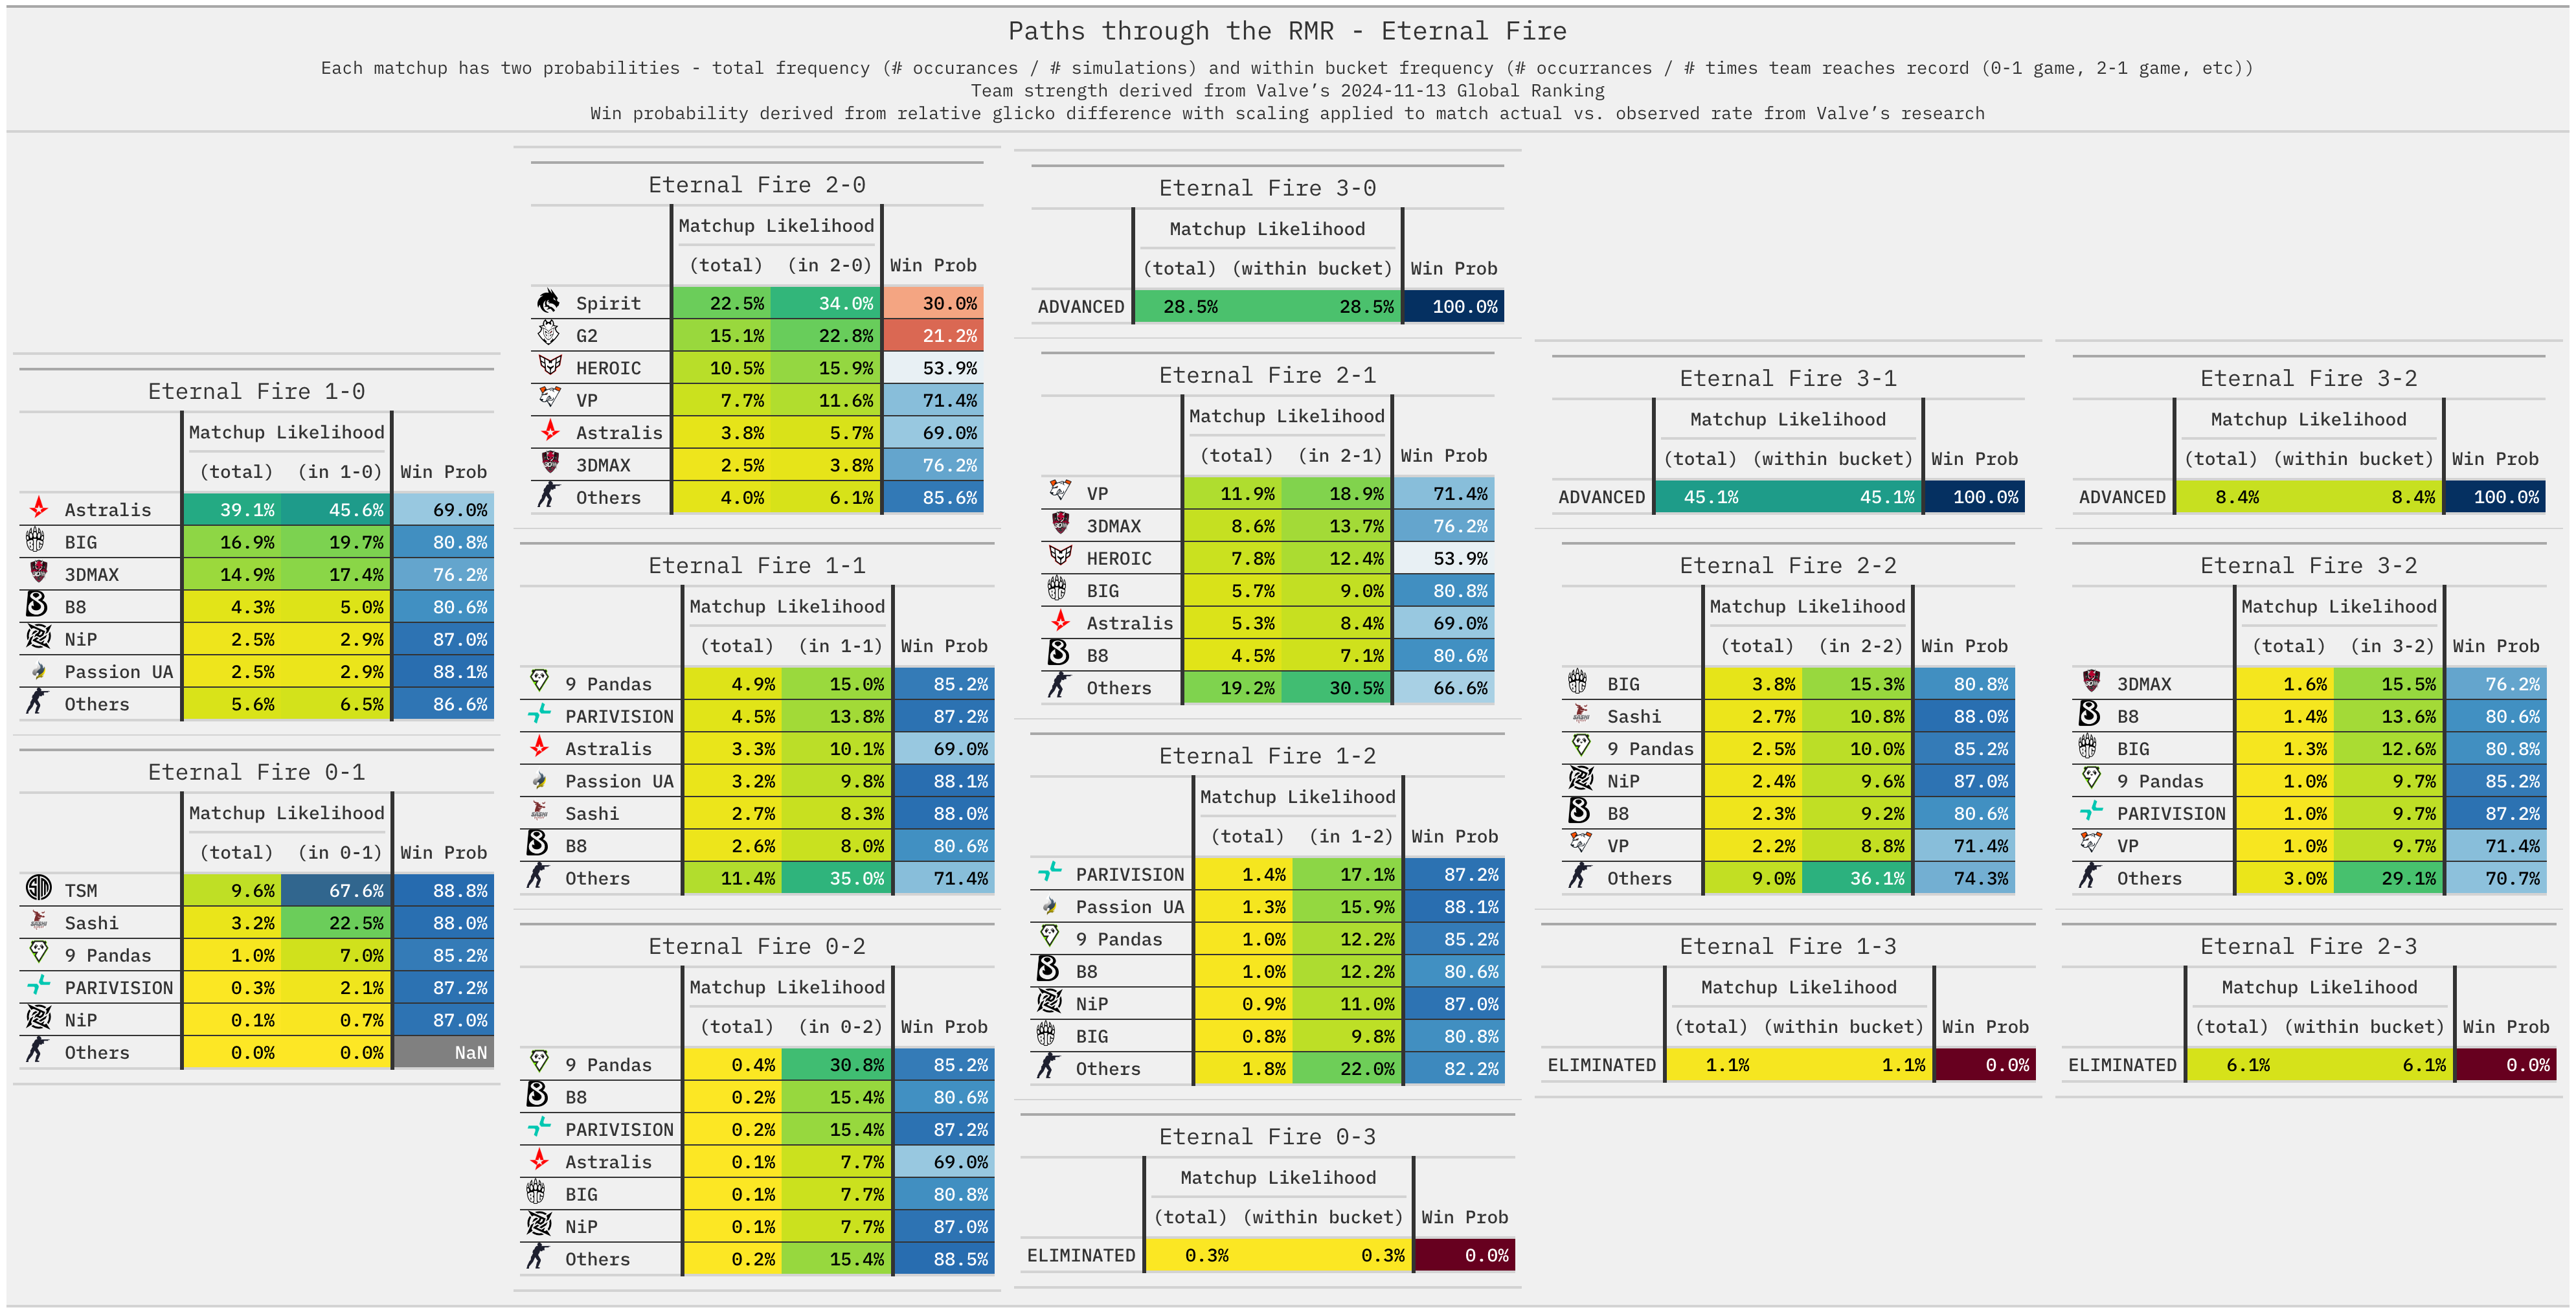 Paths through the RMR - Eternal Fire
Each matchup has two probabilities - total frequency (# occurances / # simulations) and within bucket frequency (# occurrances / # times team reaches record (0-1 game, 2-1 game, etc))
Team strength derived from Valve's 2024-11-13 Global Ranking
Win probability derived from relative glicko difference with scaling applied to match actual vs. observed rate from Valve's research
Eternal Fire 1-0
Matchup Likelihood
(total) (in 1-0) Win Prob
Astralis 39.1% 45.6% 69.0%
BIG 16.9% 19.7% 80.8%
3DMAX 14.9% 17.4% 76.2%
B8 4.3% 5.0% 80.6%
NiP 2.5% 2.9% 87.0%
Passion UA 2.5% 2.9% 88.1%
Others 5.6% 6.5% 86.6%
Eternal Fire 0-1
Matchup Likelihood
(total) (in 0-1) Win Prob
TSM 9.6% 67.6% 88.8%
Sashi 3.2% 22.5% 88.0%
9 Pandas 1.0% 7.0% 85.2%
PARIVISION 0.3% 2.1% 87.2%
NiP 0.1% 0.7% 87.0%
Others 0.0% 0.0% NaN
Eternal Fire 2-0
Matchup Likelihood
(total) (in 2-0) Win Prob
Spirit 22.5% 34.0% 30.0%
G2 15.1% 22.8% 21.2%
HEROIC 10.5% 15.9% 53.9%
VP 7.7% 11.6% 71.4%
Astralis 3.8% 5.7% 69.0%
3DMAX 2.5% 3.8% 76.2%
Others 4.0% 6.1% 85.6%
Eternal Fire 1-1
Matchup Likelihood
(total) (in 1-1) Win Prob
9 Pandas 4.9% 15.0% 85.2%
PARIVISION 4.5% 13.8% 87.2%
Astralis 3.3% 10.1% 69.0%
Passion UA 3.2% 9.8% 88.1%
Sashi 2.7% 8.3% 88.0%
B8 2.6% 8.0% 80.6%
Others 11.4% 35.0% 71.4%
Eternal Fire 0-2
Matchup Likelihood
(total) (in 0-2) Win Prob
9 Pandas 0.4% 30.8% 85.2%
B8 0.2% 15.4% 80.6%
PARIVISION 0.2% 15.4% 87.2%
Astralis 0.1% 7.7% 69.0%
BIG 0.1% 7.7% 80.8%
NiP 0.1% 7.7% 87.0%
Others 0.2% 15.4% 88.5%
Eternal Fire 3-0
Matchup Likelihood
(total) (within bucket) Win Prob
ADVANCED 28.5% 28.5% 100.0%
Eternal Fire 2-1
Matchup Likelihood
(total) (in 2-1) Win Prob
VP 11.9% 18.9% 71.4%
3DMAX 8.6% 13.7% 76.2%
HEROIC 7.8% 12.4% 53.9%
BIG 5.7% 9.0% 80.8%
Astralis 5.3% 8.4% 69.0%
B8 4.5% 7.1% 80.6%
Others 19.2% 30.5% 66.6%
Eternal Fire 1-2
Matchup Likelihood
(total) (in 1-2) Win Prob
PARIVISION 1.4% 17.1% 87.2%
Passion UA 1.3% 15.9% 88.1%
9 Pandas 1.0% 12.2% 85.2%
B8 1.0% 12.2% 80.6%
NiP 0.9% 11.0% 87.0%
BIG 0.8% 9.8% 80.8%
Others 1.8% 22.0% 82.2%
Eternal Fire 0-3
Matchup Likelihood
(total) (within bucket) Win Prob
ELIMINATED 0.3% 0.3% 0.0%
Eternal Fire 3-1
Matchup Likelihood
(total) (within bucket) Win Prob
ADVANCED 45.1% 45.1% 100.0%
Eternal Fire 2-2
Matchup Likelihood
(total) (in 2-2) Win Prob
BIG 3.8% 15.3% 80.8%
Sashi 2.7% 10.8% 88.0%
9 Pandas 2.5% 10.0% 85.2%
NiP 2.4% 9.6% 87.0%
B8 2.3% 9.2% 80.6%
VP 2.2% 8.8% 71.4%
Others 9.0% 36.1% 74.3%
Eternal Fire 1-3
Matchup Likelihood
(total) (within bucket) Win Prob
ELIMINATED 1.1% 1.1% 0.0%
Eternal Fire 3-2
Matchup Likelihood
(total) (within bucket) Win Prob
ADVANCED 8.4% 8.4% 100.0%
Eternal Fire 3-2
Matchup Likelihood
(total) (in 3-2) Win Prob
3DMAX 1.6% 15.5% 76.2%
B8 1.4% 13.6% 80.6%
BIG 1.3% 12.6% 80.8%
9 Pandas 1.0% 9.7% 85.2%
PARIVISION 1.0% 9.7% 87.2%
VP 1.0% 9.7% 71.4%
Others 3.0% 29.1% 70.7%
Eternal Fire 2-3
Matchup Likelihood
(total) (within bucket) Win Prob
ELIMINATED 6.1% 6.1% 0.0%